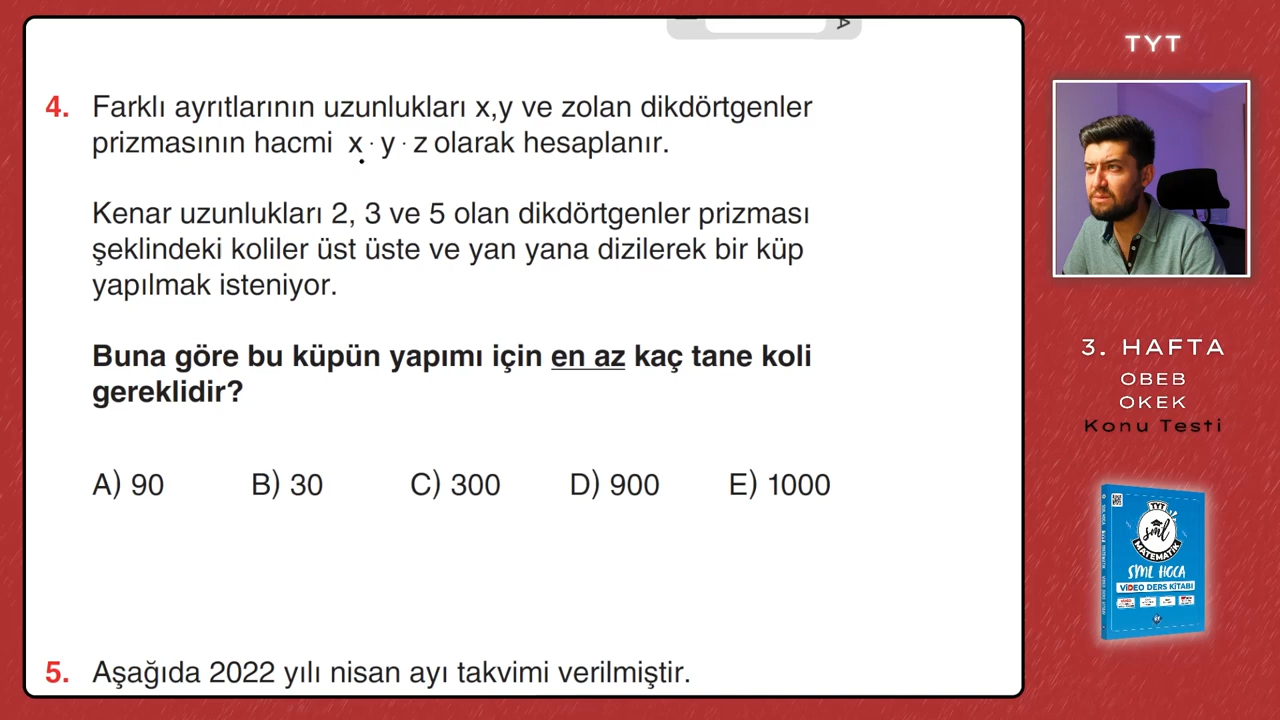 4. Farklı ayrıtlarının uzunlukları x,y ve zolan dikdörtgenler
prizmasının hacmi x · y · z olarak hesaplanır.
Kenar uzunlukları 2, 3 ve 5 olan dikdörtgenler prizması
şeklindeki koliler üst üste ve yan yana dizilerek bir küp
yapılmak isteniyor.
Buna göre bu küpün yapımı için en az kaç tane koli
gereklidir?
A) 90 B) 30 C) 300 D) 900 E) 1000
5. Aşağıda 2022 yılı nisan ayı takvimi verilmiştir.
TYT
3. HAFTA
OBEB
OKEK
Konu Testi
TYT
sml
MATEMATİK
SML HOCA
VİDEO DERS KİTABI